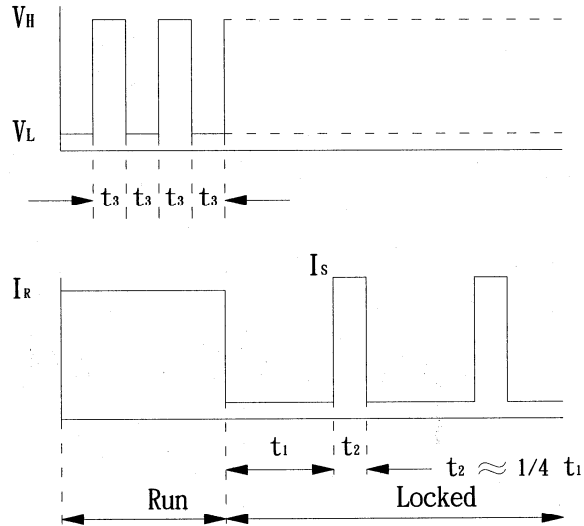 VH
VL
t3 t3 t3 t3
IR
IS
t1 t2 t2 ≈ 1/4 t1
Run Locked